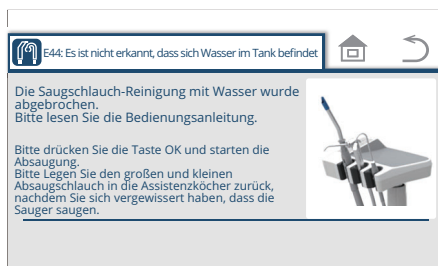 E44: Es ist nicht erkannt, dass sich Wasser im Tank befindet
Die Saugschlauch-Reinigung mit Wasser wurde
abgebrochen.
Bitte lesen Sie die Bedienungsanleitung.
Bitte drücken Sie die Taste OK und starten die
Absaugung.
Bitte Legen Sie den großen und kleinen
Absaugschlauch in die Assistenzköcher zurück,
nachdem Sie sich vergewissert haben, dass die
Sauger saugen.